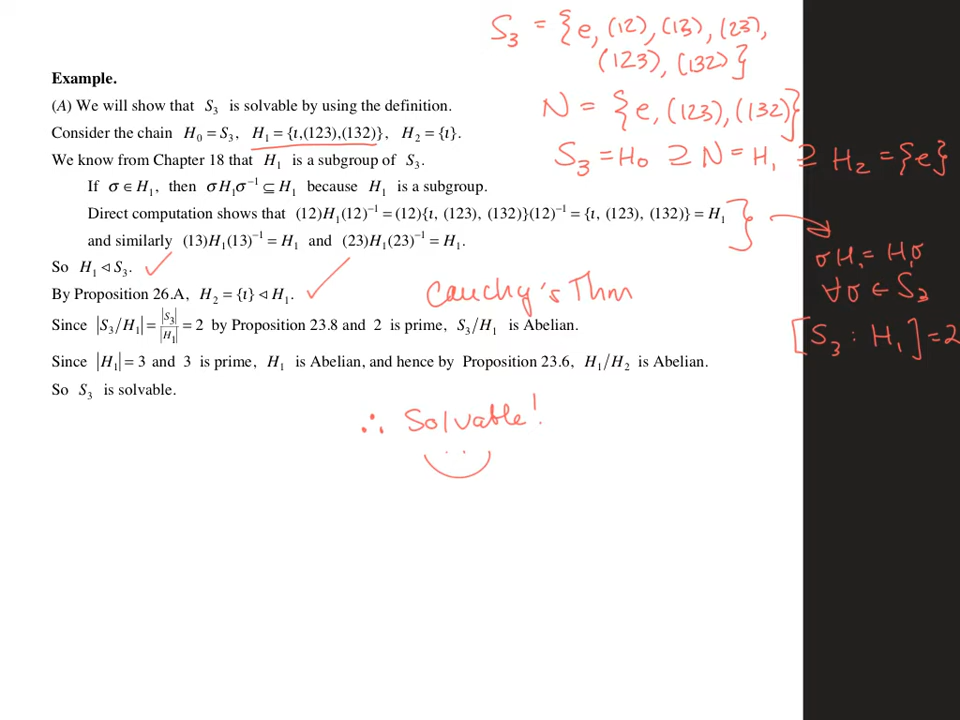 S₃ = {e, (12), (13), (23),
(123), (132)}
Example.
(A) We will show that S₃ is solvable by using the definition.
N = {e, (123), (132)}
Consider the chain H₀ = S₃, H₁ = {ι,(123),(132)}, H₂ = {ι}.
S₃ = H₀ ⊇ N = H₁ ⊇ H₂ = {e}
We know from Chapter 18 that H₁ is a subgroup of S₃.
If σ ∈ H₁, then σH₁σ⁻¹ ⊆ H₁ because H₁ is a subgroup.
Direct computation shows that (12)H₁(12)⁻¹ = (12){ι, (123), (132)}(12)⁻¹ = {ι, (123), (132)} = H₁
and similarly (13)H₁(13)⁻¹ = H₁ and (23)H₁(23)⁻¹ = H₁.
σH₁ = H₁σ
∀σ ∈ S₃
[S₃ : H₁] = 2
So H₁ ◁ S₃. ✓
By Proposition 26.A, H₂ = {ι} ◁ H₁. ✓
Cauchy's Thm
Since |S₃/H₁| = |S₃|/|H₁| = 2 by Proposition 23.8 and 2 is prime, S₃/H₁ is Abelian.
Since |H₁| = 3 and 3 is prime, H₁ is Abelian, and hence by Proposition 23.6, H₁/H₂ is Abelian.
So S₃ is solvable.
∴ Solvable!